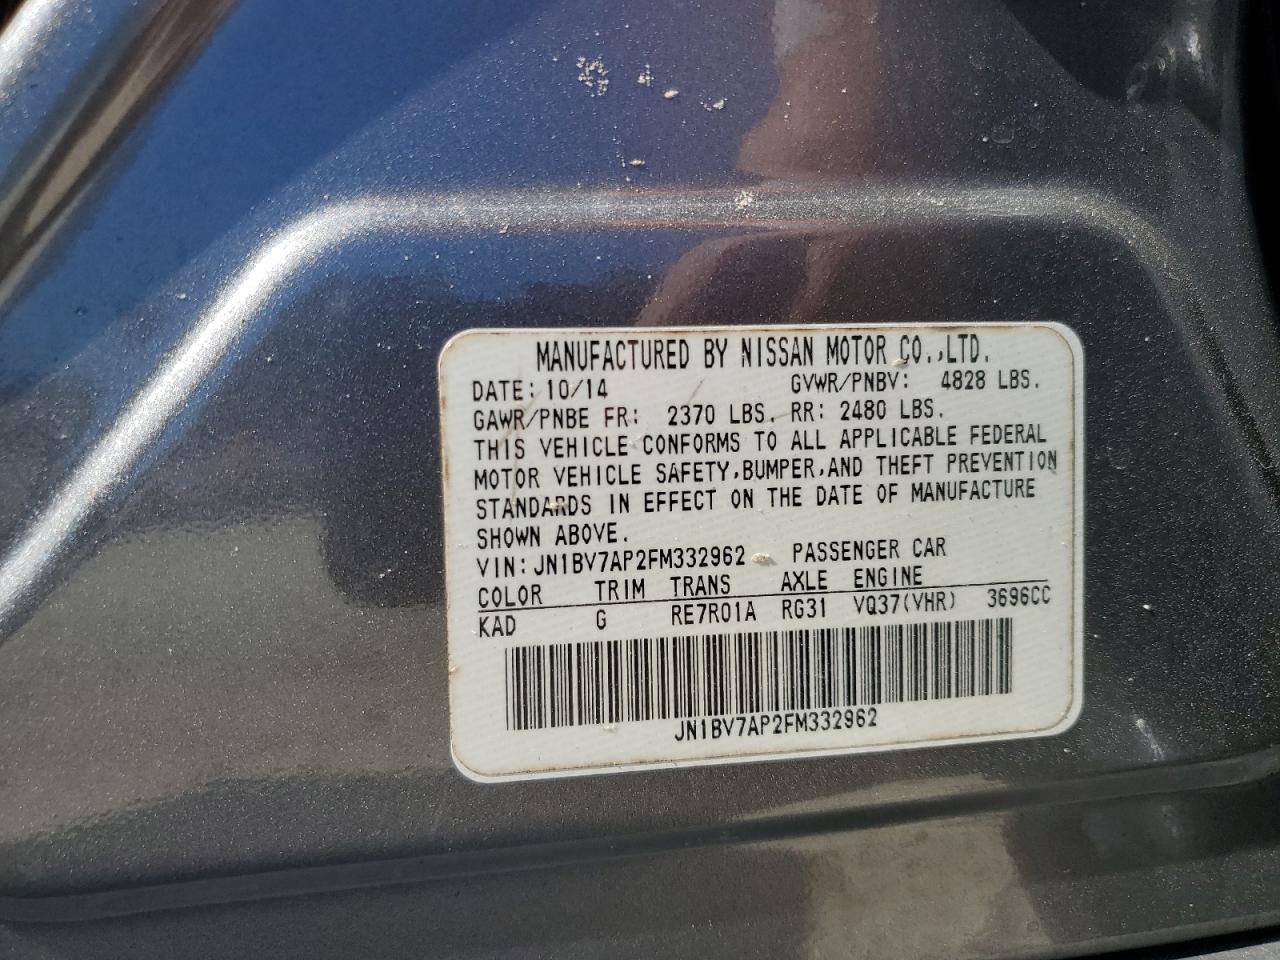 MANUFACTURED BY NISSAN MOTOR CO.,LTD.
DATE: 10/14 GVWR/PNBV: 4828 LBS.
GAWR/PNBE FR: 2370 LBS. RR: 2480 LBS.
THIS VEHICLE CONFORMS TO ALL APPLICABLE FEDERAL
MOTOR VEHICLE SAFETY,BUMPER,AND THEFT PREVENTION
STANDARDS IN EFFECT ON THE DATE OF MANUFACTURE
SHOWN ABOVE.
VIN: JN1BV7AP2FM332962 PASSENGER CAR
COLOR TRIM TRANS AXLE ENGINE
KAD G RE7R01A RG31 VQ37(VHR) 3696CC
JN1BV7AP2FM332962